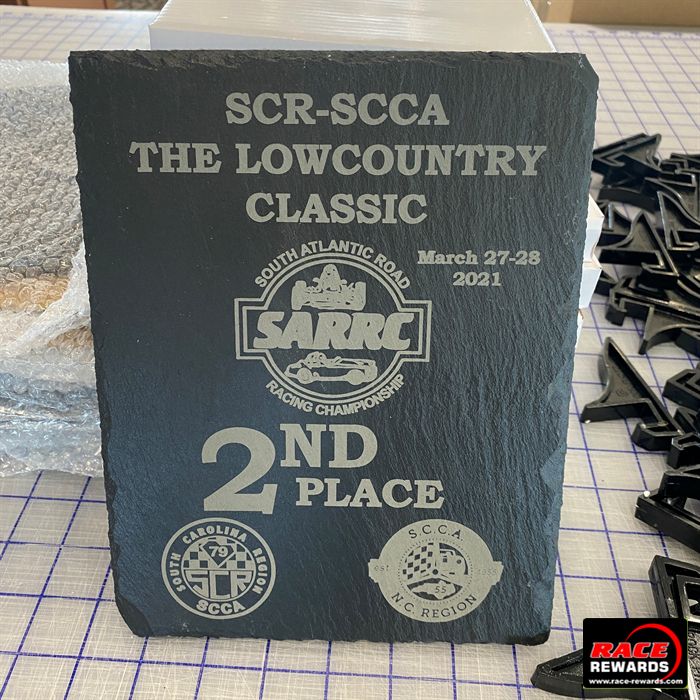 SCR-SCCA
THE LOWCOUNTRY
CLASSIC
March 27-28
2021
SOUTH ATLANTIC ROAD
SARRC
RACING CHAMPIONSHIP
2ND
PLACE
SOUTH CAROLINA REGION
79
SCR
SCCA
S.C.C.A.
est
55
N.C. REGION
RACE
REWARDS
www.race-rewards.com